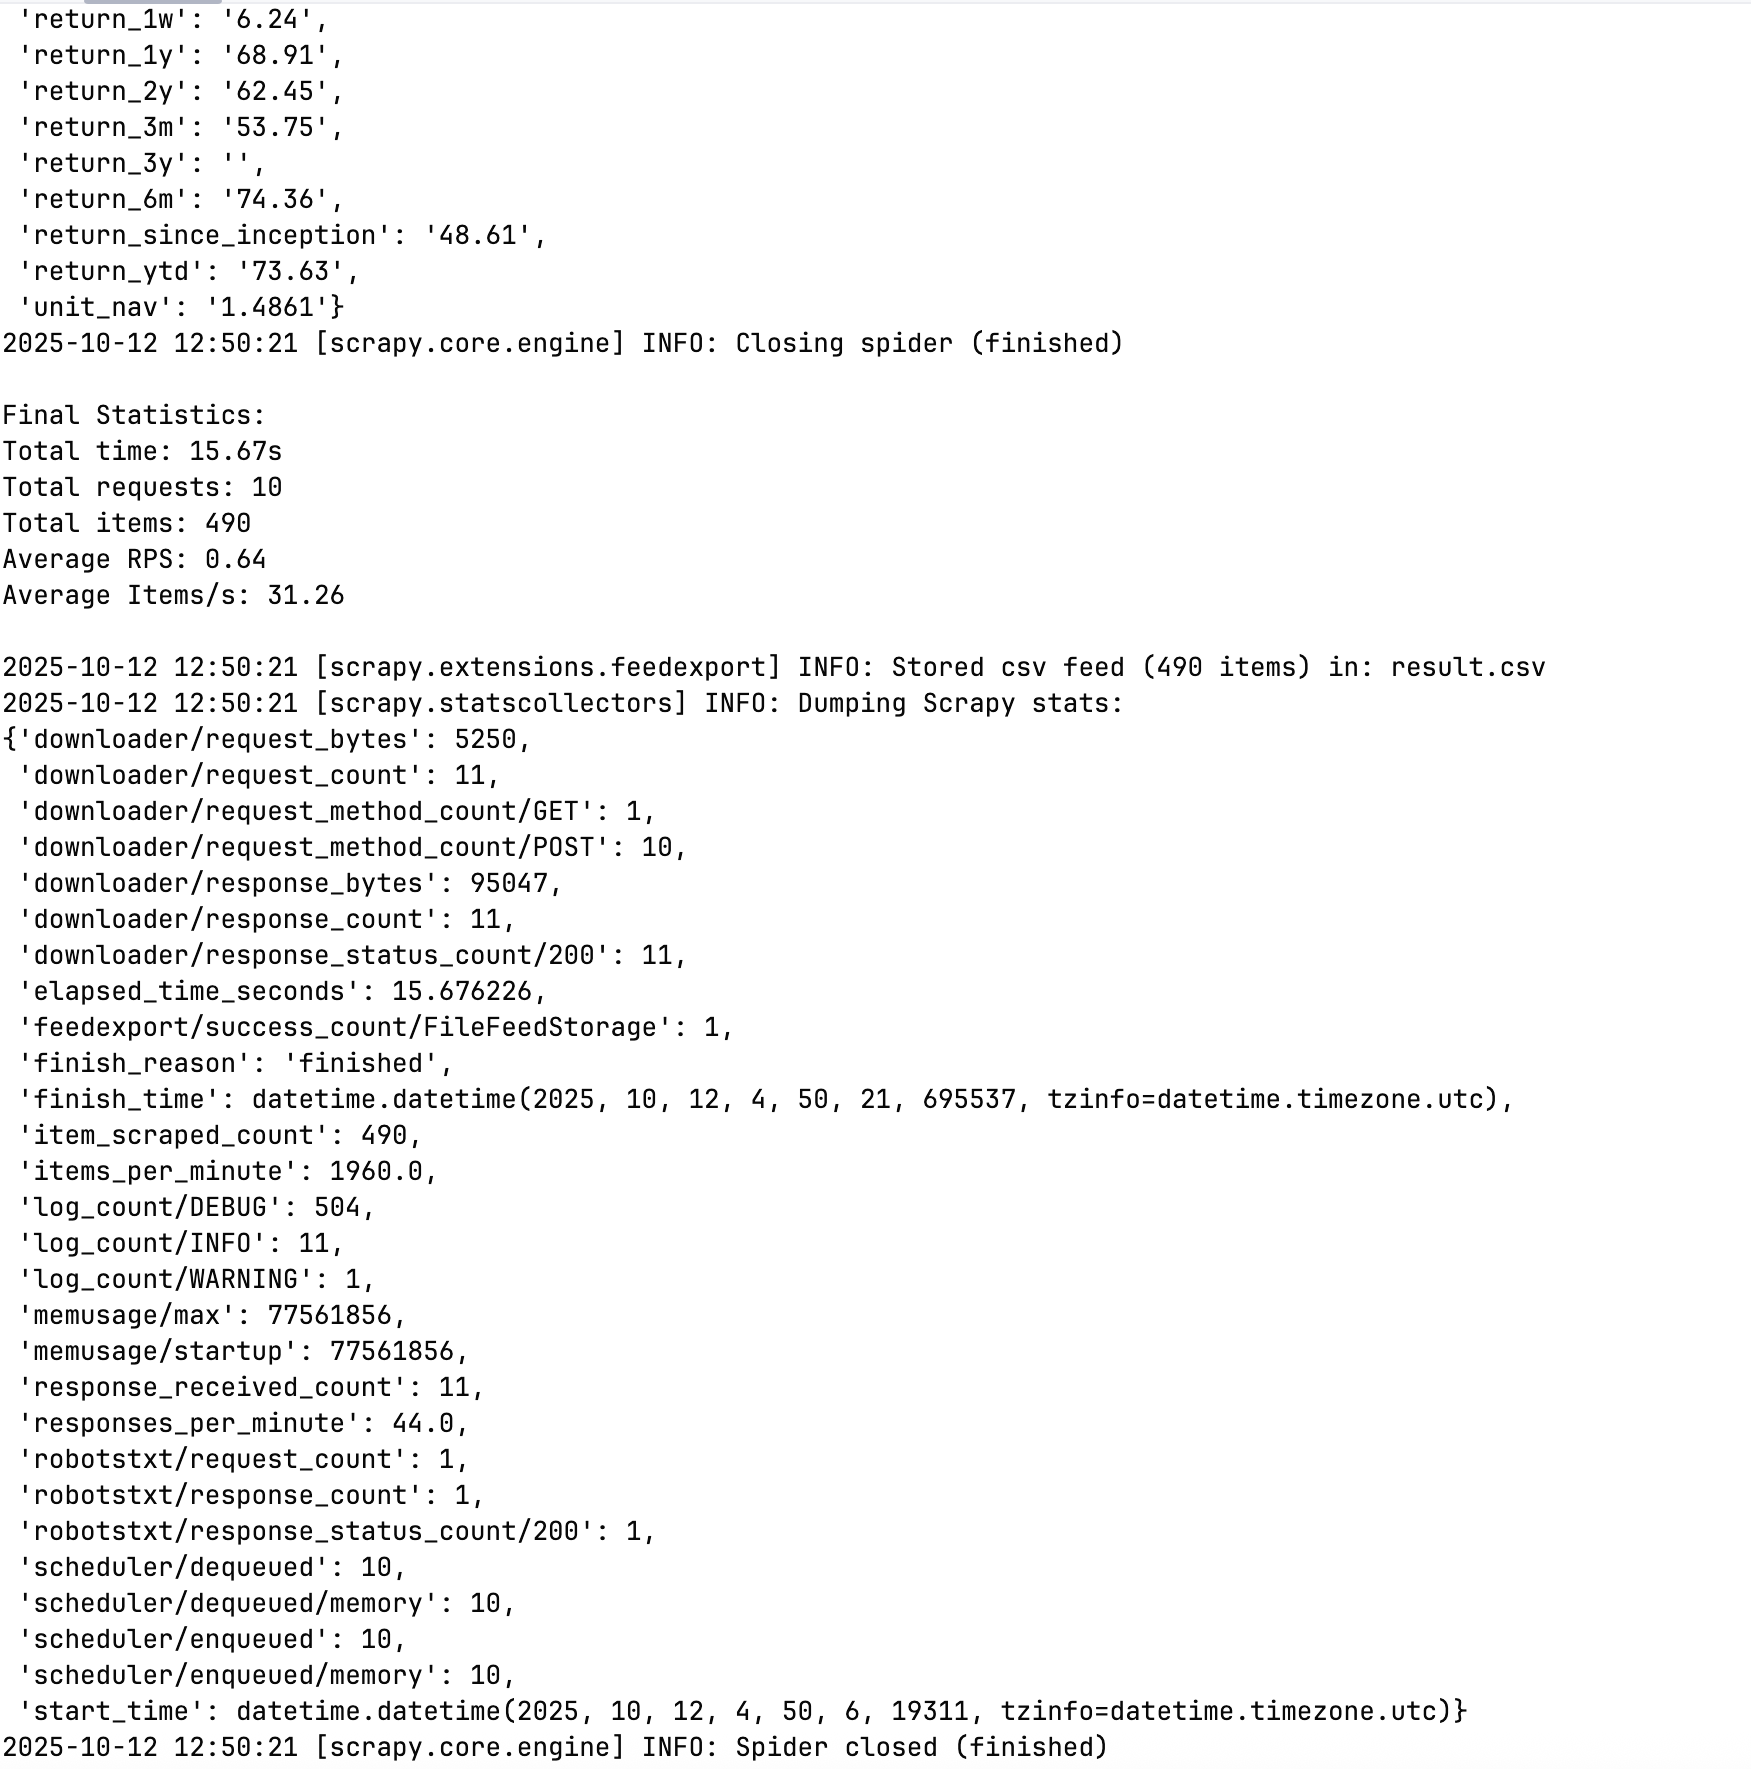 'return_1w': '6.24',
'return_1y': '68.91',
'return_2y': '62.45',
'return_3m': '53.75',
'return_3y': '',
'return_6m': '74.36',
'return_since_inception': '48.61',
'return_ytd': '73.63',
'unit_nav': '1.4861'}
2025-10-12 12:50:21 [scrapy.core.engine] INFO: Closing spider (finished)
Final Statistics:
Total time: 15.67s
Total requests: 10
Total items: 490
Average RPS: 0.64
Average Items/s: 31.26
2025-10-12 12:50:21 [scrapy.extensions.feedexport] INFO: Stored csv feed (490 items) in: result.csv
2025-10-12 12:50:21 [scrapy.statscollectors] INFO: Dumping Scrapy stats:
{'downloader/request_bytes': 5250,
'downloader/request_count': 11,
'downloader/request_method_count/GET': 1,
'downloader/request_method_count/POST': 10,
'downloader/response_bytes': 95047,
'downloader/response_count': 11,
'downloader/response_status_count/200': 11,
'elapsed_time_seconds': 15.676226,
'feedexport/success_count/FileFeedStorage': 1,
'finish_reason': 'finished',
'finish_time': datetime.datetime(2025, 10, 12, 4, 50, 21, 695537, tzinfo=datetime.timezone.utc),
'item_scraped_count': 490,
'items_per_minute': 1960.0,
'log_count/DEBUG': 504,
'log_count/INFO': 11,
'log_count/WARNING': 1,
'memusage/max': 77561856,
'memusage/startup': 77561856,
'response_received_count': 11,
'responses_per_minute': 44.0,
'robotstxt/request_count': 1,
'robotstxt/response_count': 1,
'robotstxt/response_status_count/200': 1,
'scheduler/dequeued': 10,
'scheduler/dequeued/memory': 10,
'scheduler/enqueued': 10,
'scheduler/enqueued/memory': 10,
'start_time': datetime.datetime(2025, 10, 12, 4, 50, 6, 19311, tzinfo=datetime.timezone.utc)}
2025-10-12 12:50:21 [scrapy.core.engine] INFO: Spider closed (finished)